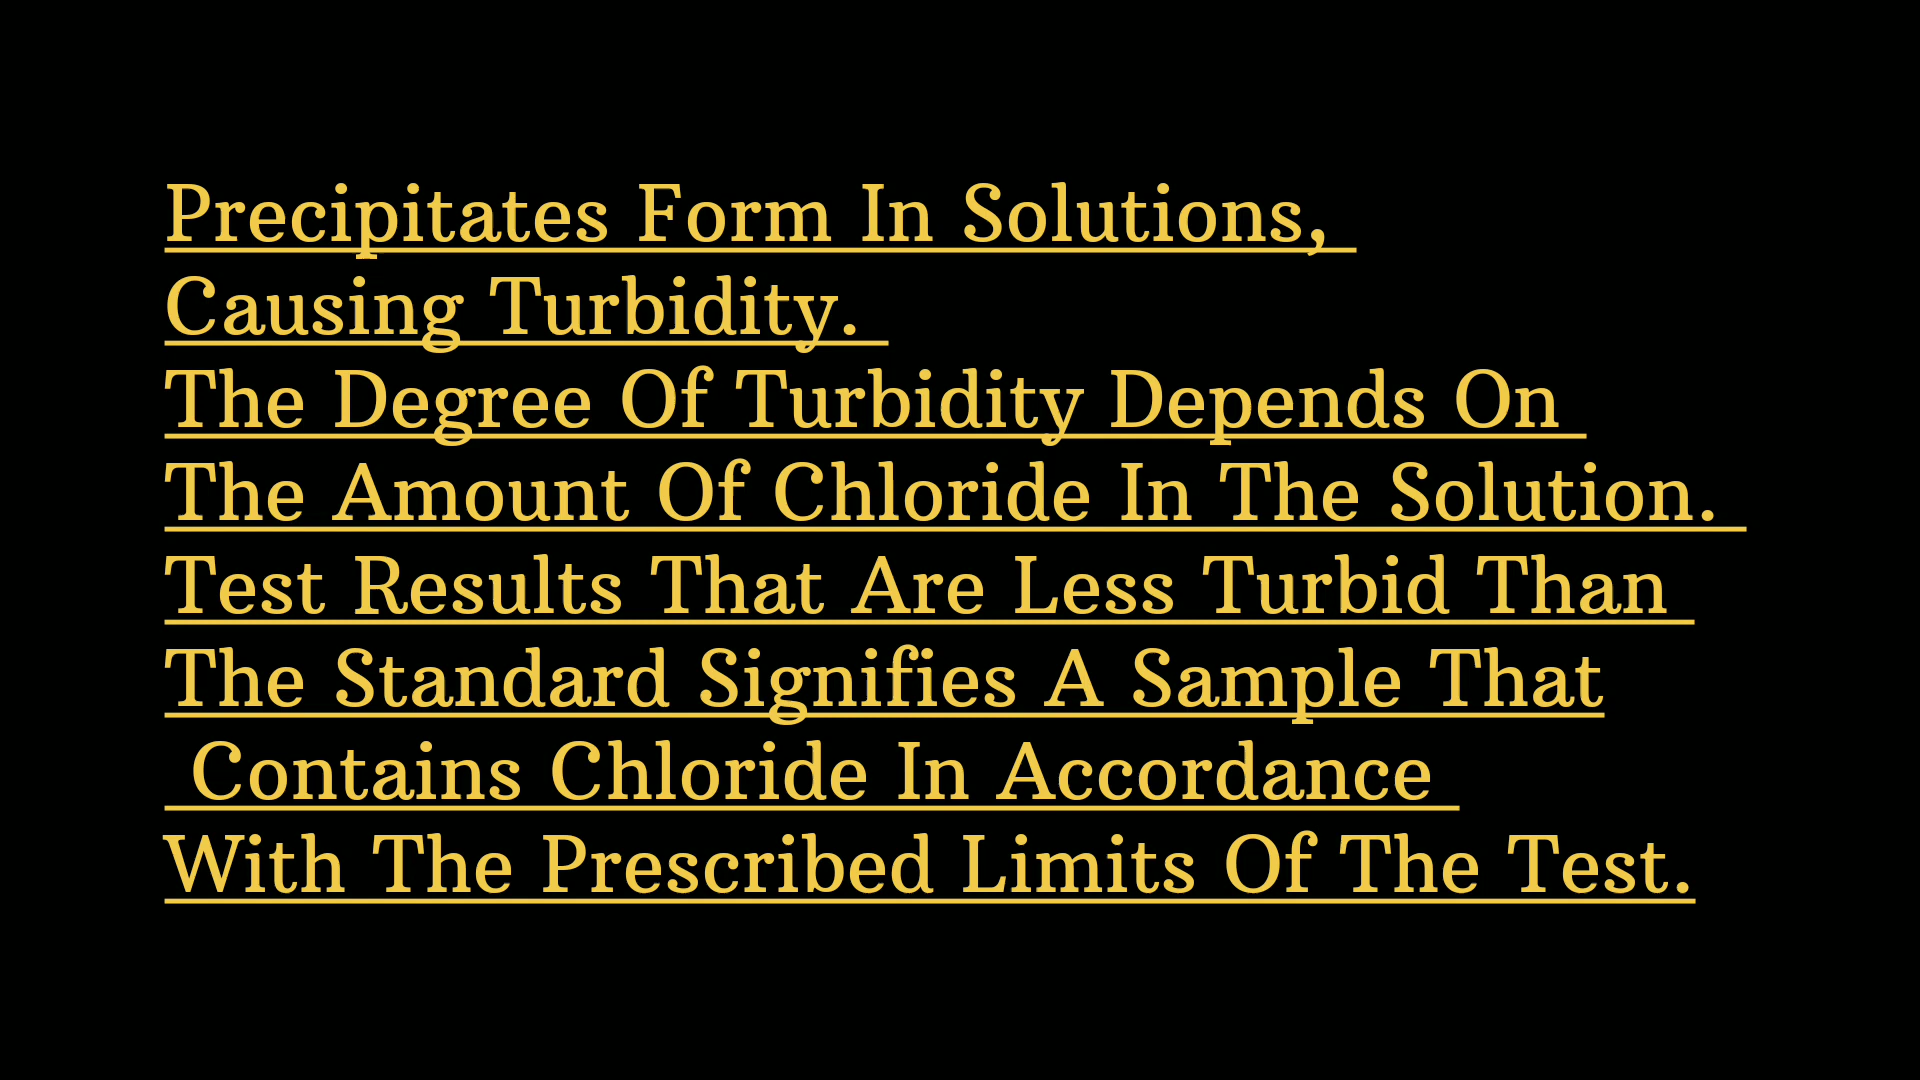 Precipitates Form In Solutions,
Causing Turbidity.
The Degree Of Turbidity Depends On
The Amount Of Chloride In The Solution.
Test Results That Are Less Turbid Than
The Standard Signifies A Sample That
Contains Chloride In Accordance
With The Prescribed Limits Of The Test.